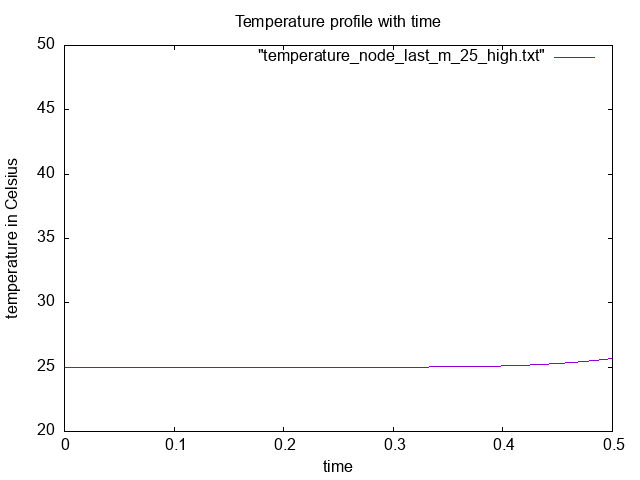 Temperature profile with time
"temperature_node_last_m_25_high.txt"
50
45
40
35
30
25
20
temperature in Celsius
0 0.1 0.2 0.3 0.4 0.5
time